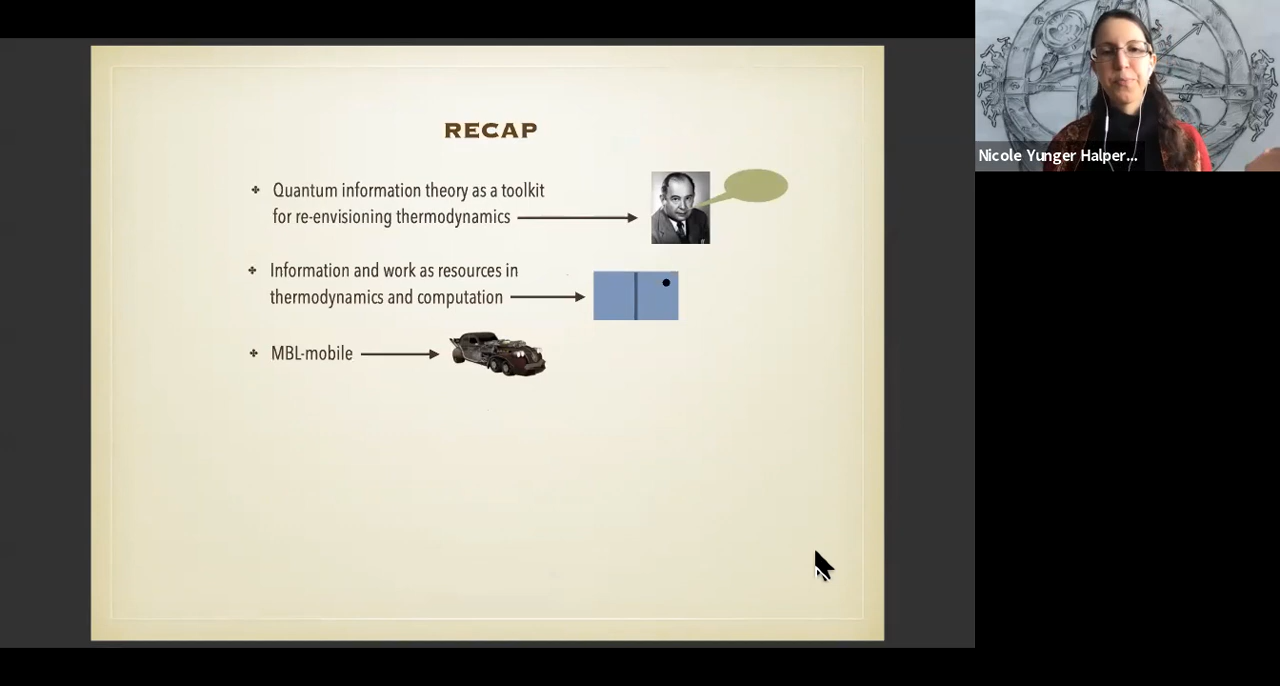 RECAP
Quantum information theory as a toolkit
for re-envisioning thermodynamics
Information and work as resources in
thermodynamics and computation
MBL-mobile
Nicole Yunger Halper...